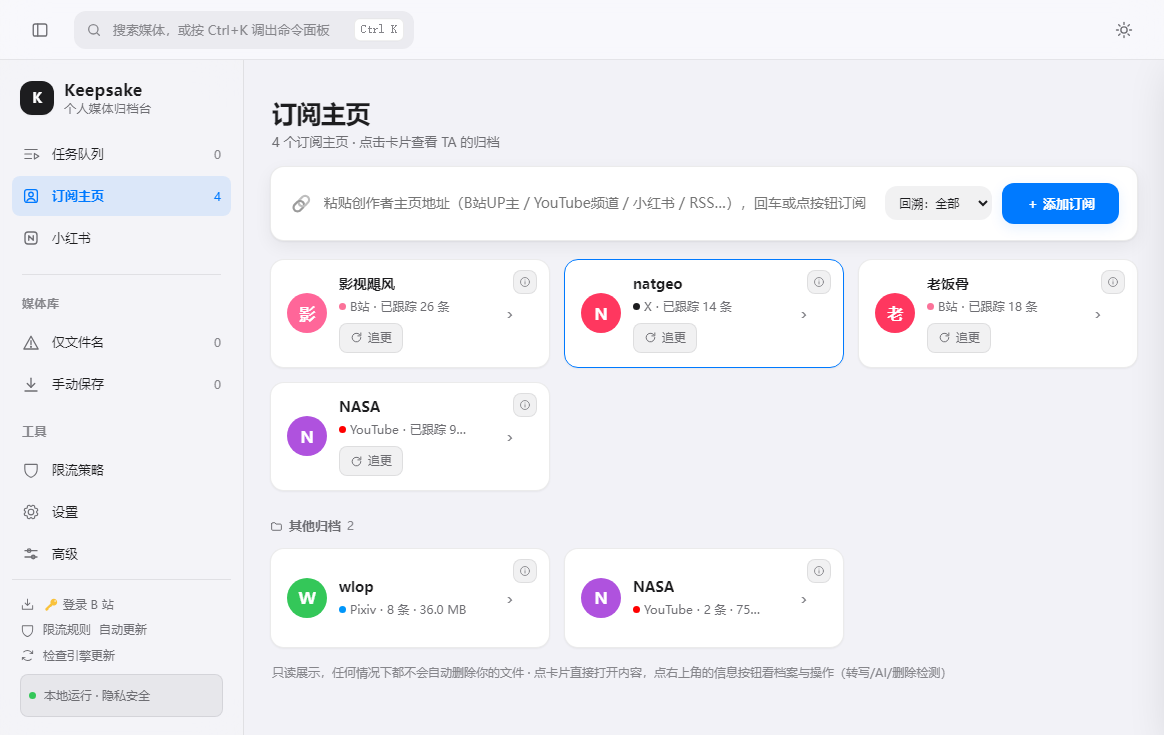 搜索媒体，或按 Ctrl+K 调出命令面板
Ctrl K
K
Keepsake
个人媒体归档台
任务队列 0
订阅主页 4
小红书
媒体库
仅文件名 0
手动保存 0
工具
限流策略
设置
高级
登录 B 站
限流规则 自动更新
检查引擎更新
本地运行 · 隐私安全
订阅主页
4 个订阅主页 · 点击卡片查看 TA 的归档
粘贴创作者主页地址（B站UP主 / YouTube频道 / 小红书 / RSS…），回车或点按钮订阅
回溯：全部
+ 添加订阅
影
影视飓风
B站 · 已跟踪 26 条
追更
N
natgeo
X · 已跟踪 14 条
追更
老
老饭骨
B站 · 已跟踪 18 条
追更
N
NASA
YouTube · 已跟踪 9...
追更
其他归档 2
W
wlop
Pixiv · 8 条 · 36.0 MB
N
NASA
YouTube · 2 条 · 75...
只读展示，任何情况下都不会自动删除你的文件 · 点卡片直接打开内容，点右上角的信息按钮看档案与操作（转写/AI/删除检测）